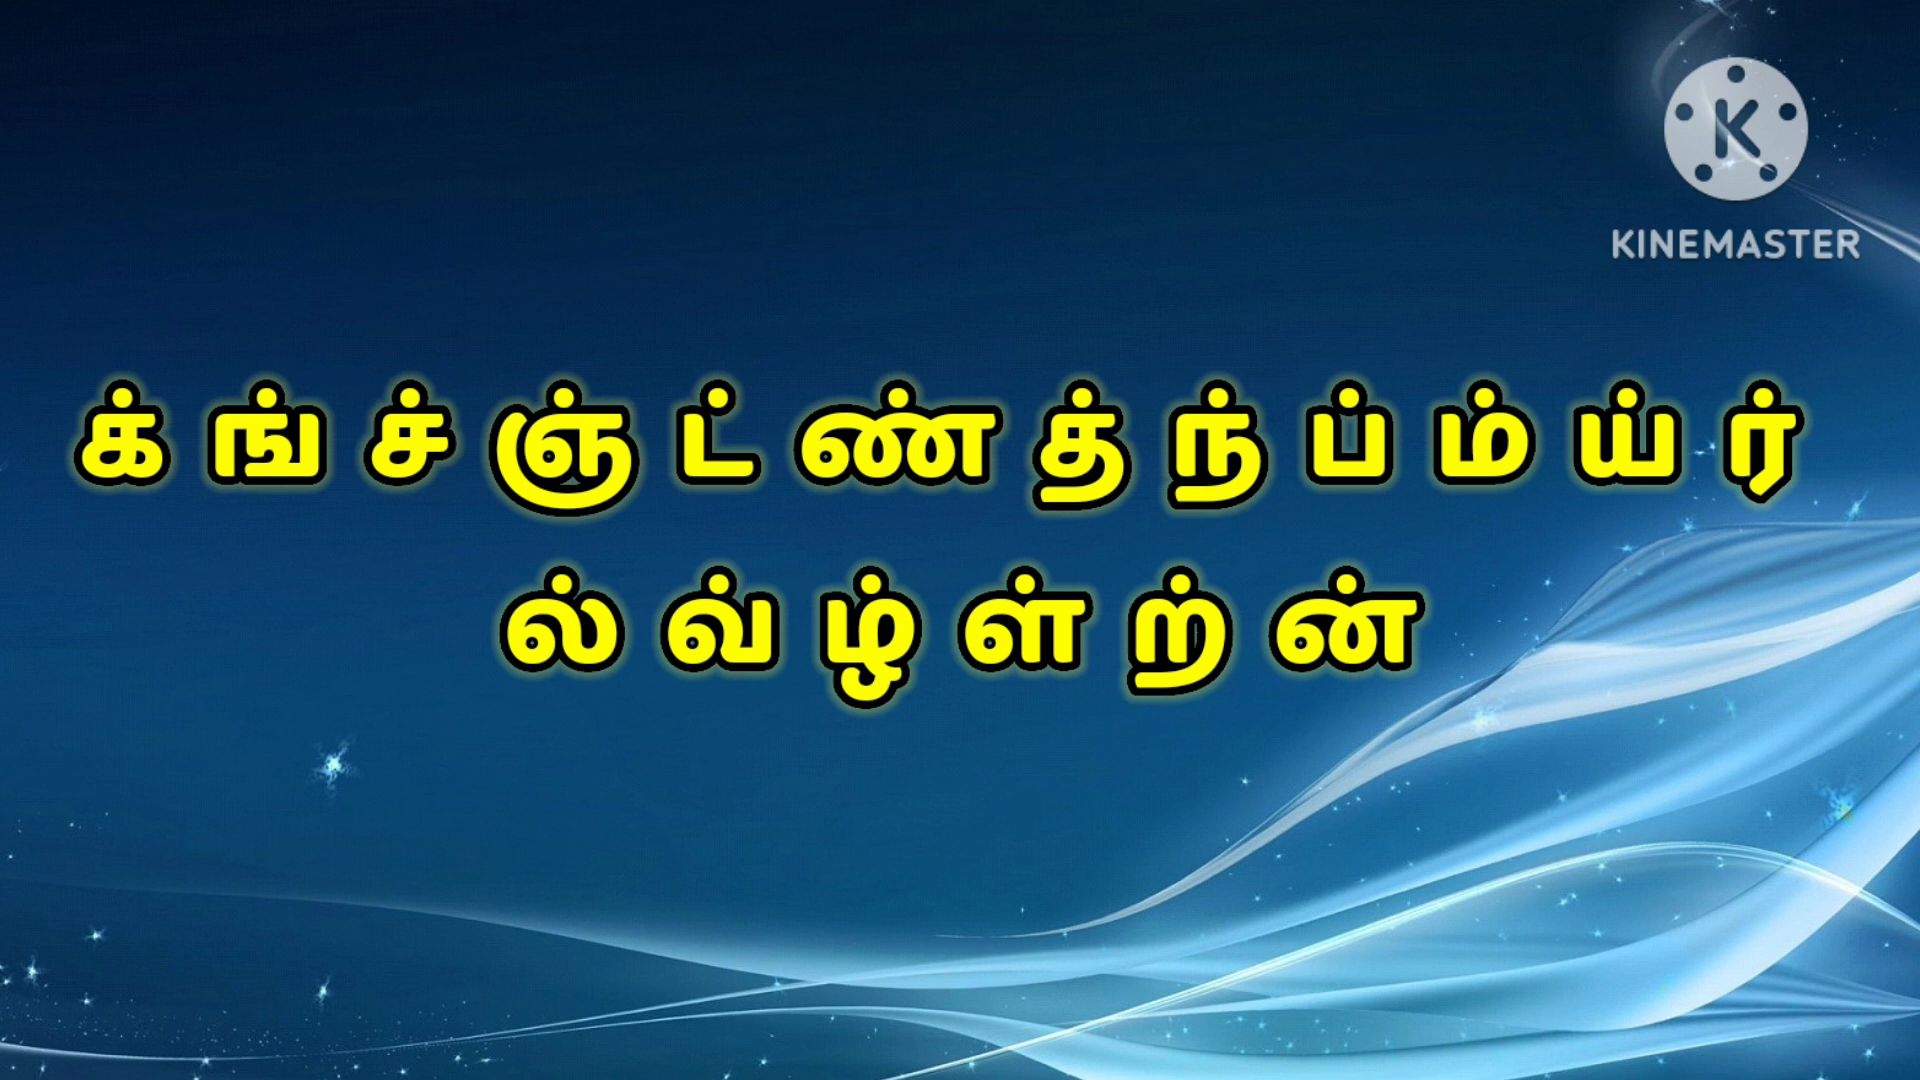 KINEMASTER
க் ங் ச் ஞ் ட் ண் த் ந் ப் ம் ய் ர்
ல் வ் ழ் ள் ற் ன்